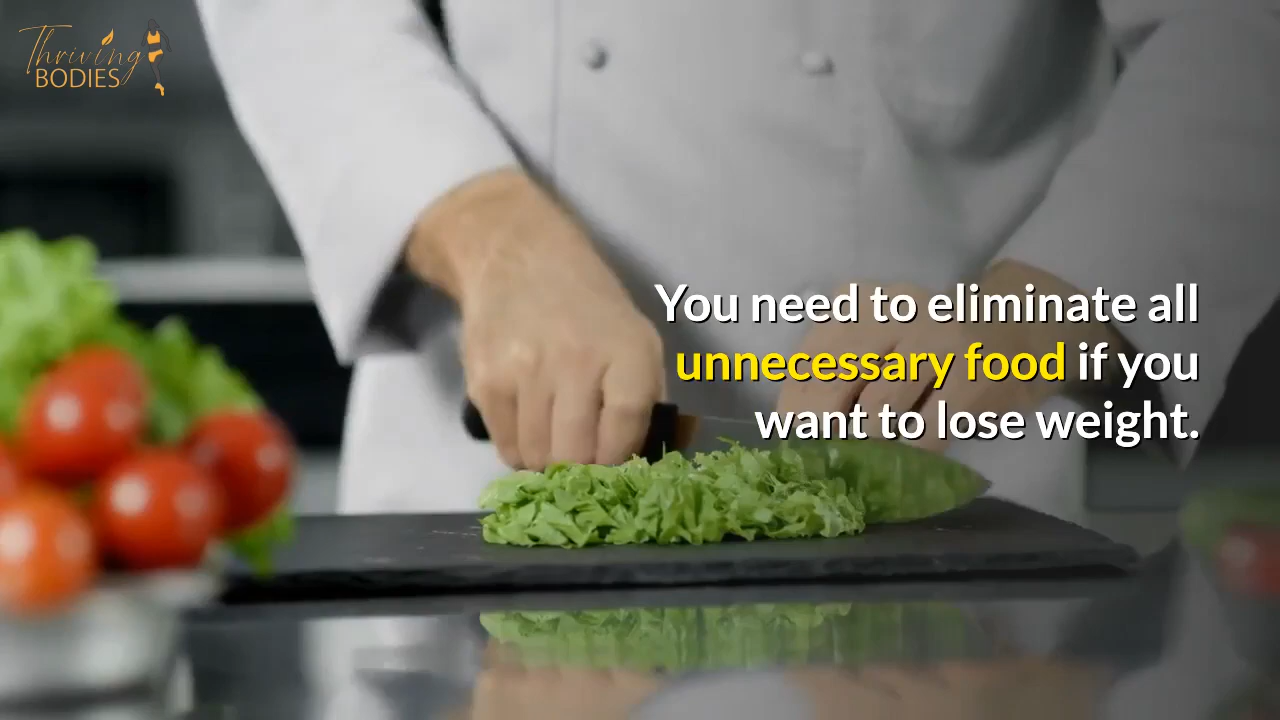 Thriving
BODIES
You need to eliminate all
unnecessary food if you
want to lose weight.